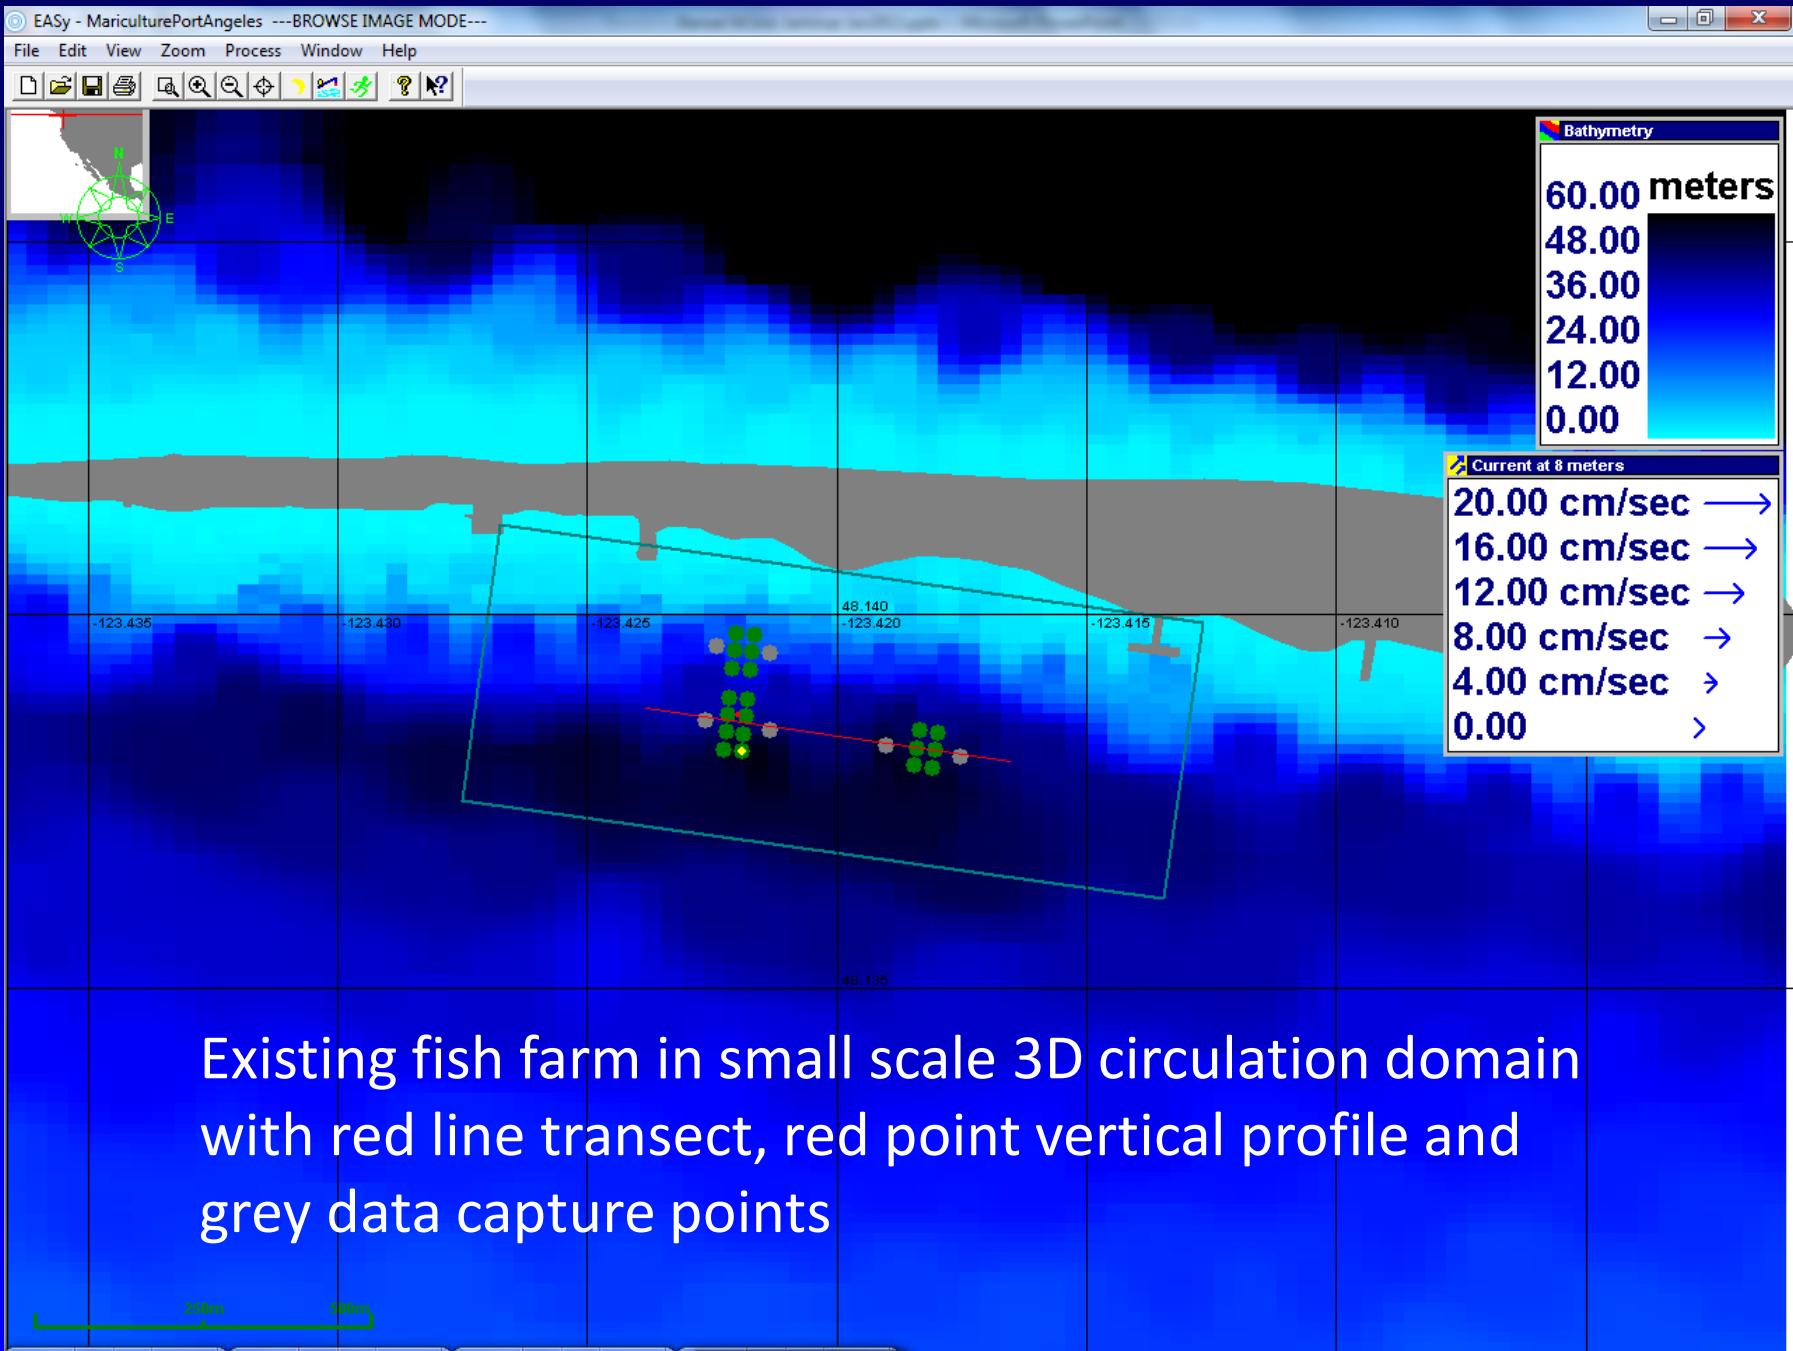 EASy - MariculturePortAngeles ---BROWSE IMAGE MODE---
File Edit View Zoom Process Window Help
N
W E
S
Bathymetry
60.00 meters
48.00
36.00
24.00
12.00
0.00
Current at 8 meters
20.00 cm/sec
16.00 cm/sec
12.00 cm/sec
8.00 cm/sec
4.00 cm/sec
0.00
48.140
-123.435 -123.430 -123.425 -123.420 -123.415 -123.410
48.135
Existing fish farm in small scale 3D circulation domain
with red line transect, red point vertical profile and
grey data capture points
250m 500m